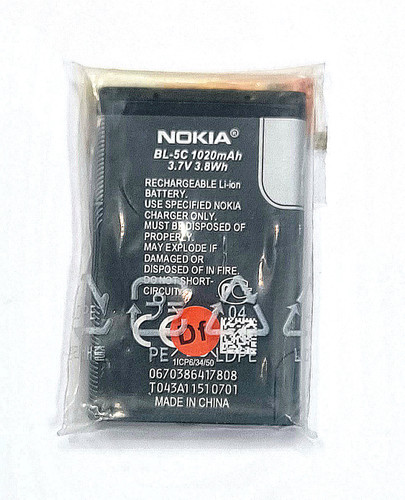 NOKIA®
BL-5C 1020mAh
3.7V 3.8Wh
RECHARGEABLE Li-ion
BATTERY.
USE SPECIFIED NOKIA
CHARGER ONLY.
MUST BE DISPOSED OF
PROPERLY.
MAY EXPLODE IF
DAMAGED OR
DISPOSED OF IN FIRE.
DO NOT SHORT-
CIRCUIT.
04
CE Df
PE LDPE
1ICP6/34/50
0670386417808
T043A11510701
MADE IN CHINA